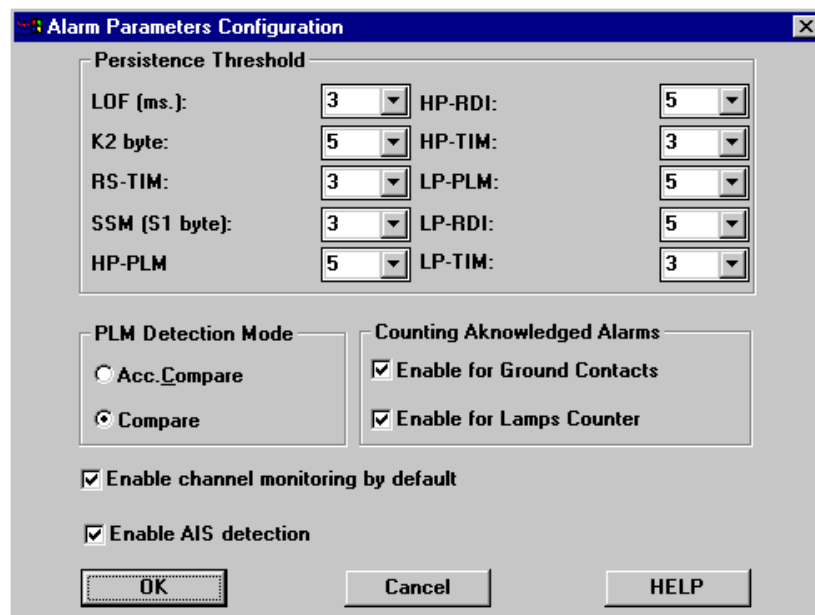 Alarm Parameters Configuration
Persistence Threshold
LOF (ms.): 3 HP-RDI: 5
K2 byte: 5 HP-TIM: 3
RS-TIM: 3 LP-PLM: 5
SSM (S1 byte): 3 LP-RDI: 5
HP-PLM 5 LP-TIM: 3
PLM Detection Mode
Acc.Compare
Compare
Counting Aknowledged Alarms
Enable for Ground Contacts
Enable for Lamps Counter
Enable channel monitoring by default
Enable AIS detection
OK Cancel HELP